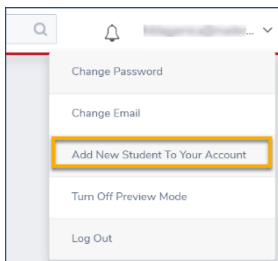 Change Password
Change Email
Add New Student To Your Account
Turn Off Preview Mode
Log Out